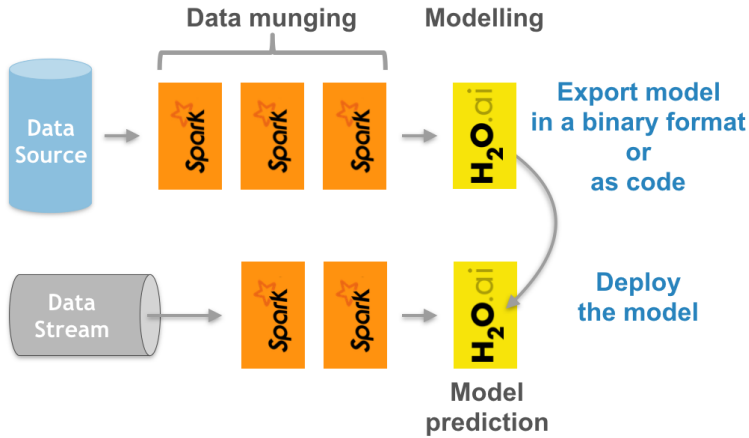 Data munging
Modelling
Data
Source
Spark
Spark
Spark
H2O.ai
Export model
in a binary format
or
as code
Data
Stream
Spark
Spark
H2O.ai
Deploy
the model
Model
prediction